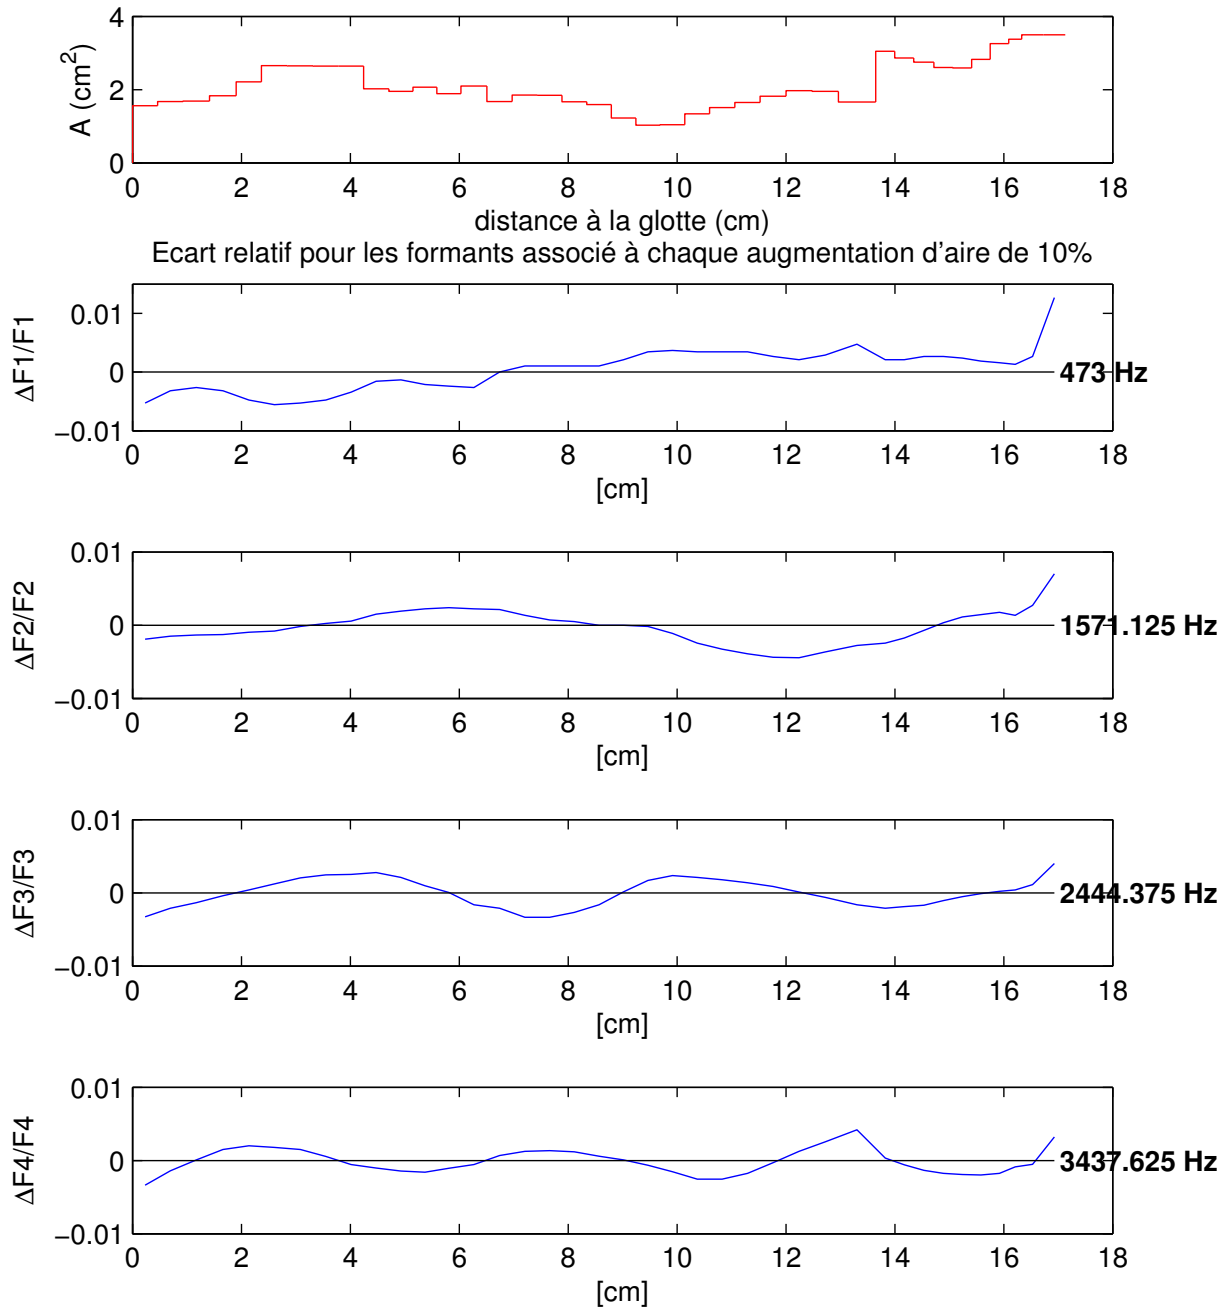 4
2
0
A (cm²)
0 2 4 6 8 10 12 14 16 18
distance à la glotte (cm)
Ecart relatif pour les formants associé à chaque augmentation d'aire de 10%
0.01
0
−0.01
ΔF1/F1
473 Hz
0 2 4 6 8 10 12 14 16 18
[cm]
0.01
0
−0.01
ΔF2/F2
1571.125 Hz
0 2 4 6 8 10 12 14 16 18
[cm]
0.01
0
−0.01
ΔF3/F3
2444.375 Hz
0 2 4 6 8 10 12 14 16 18
[cm]
0.01
0
−0.01
ΔF4/F4
3437.625 Hz
0 2 4 6 8 10 12 14 16 18
[cm]